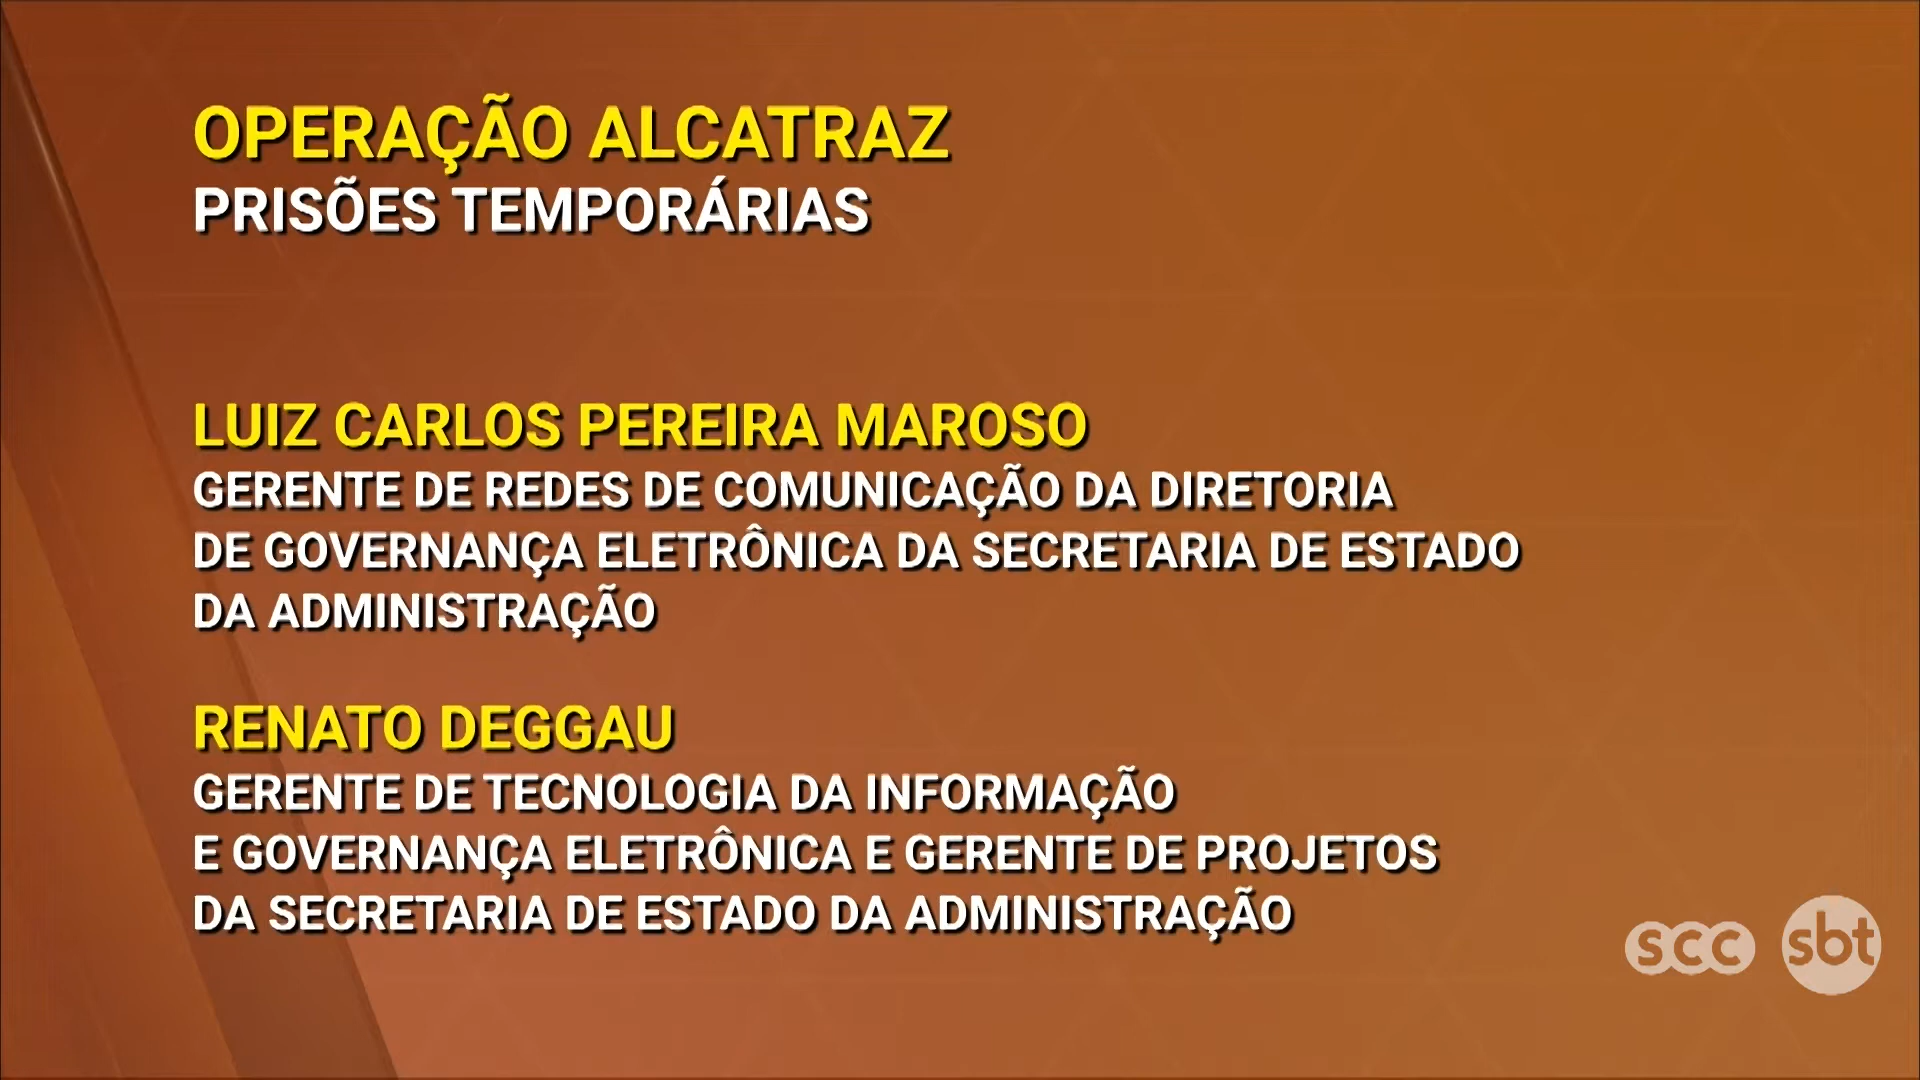 OPERAÇÃO ALCATRAZ
PRISÕES TEMPORÁRIAS
LUIZ CARLOS PEREIRA MAROSO
GERENTE DE REDES DE COMUNICAÇÃO DA DIRETORIA
DE GOVERNANÇA ELETRÔNICA DA SECRETARIA DE ESTADO
DA ADMINISTRAÇÃO
RENATO DEGGAU
GERENTE DE TECNOLOGIA DA INFORMAÇÃO
E GOVERNANÇA ELETRÔNICA E GERENTE DE PROJETOS
DA SECRETARIA DE ESTADO DA ADMINISTRAÇÃO
scc sbt